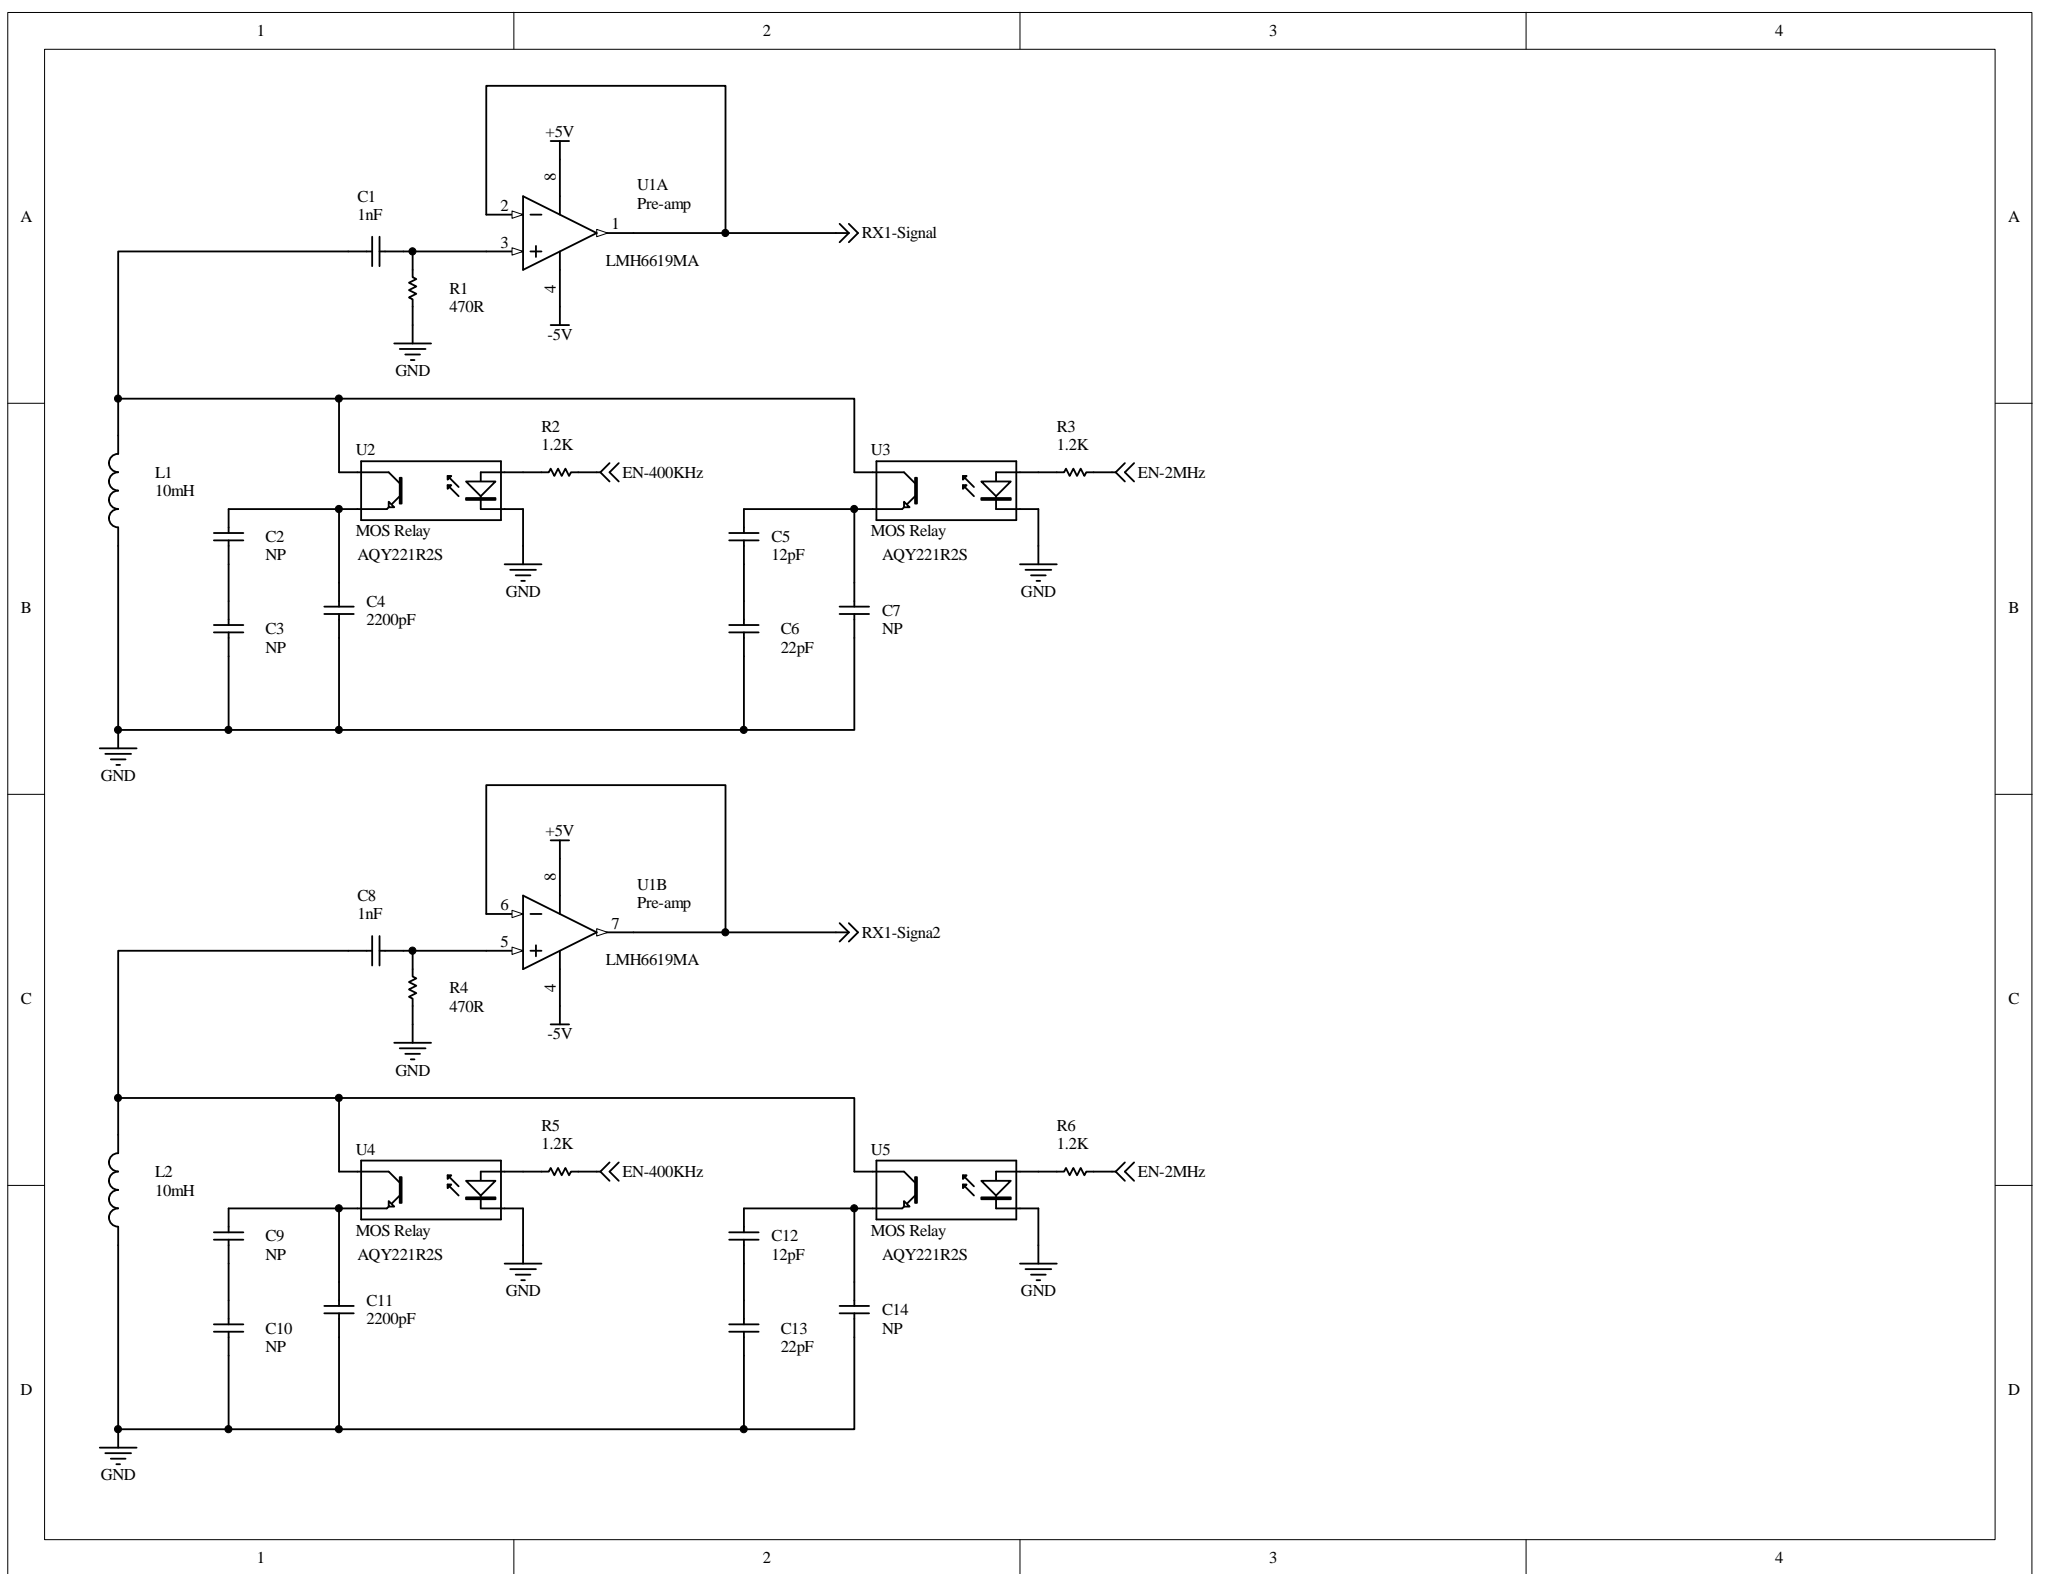 1
2
3
4
A
A
+5V
8
U1A
Pre-amp
C1
1nF
2
1
3
RX1-Signal
LMH6619MA
R1
470R
4
-5V
GND
R2
1.2K
R3
1.2K
U2
U3
L1
10mH
EN-400KHz
EN-2MHz
C2
NP
MOS Relay
AQY221R2S
C5
12pF
MOS Relay
AQY221R2S
GND
GND
B
B
C4
2200pF
C7
NP
C3
NP
C6
22pF
GND
+5V
8
U1B
Pre-amp
C8
1nF
6
7
5
RX1-Signa2
LMH6619MA
C
C
R4
470R
4
-5V
GND
R5
1.2K
R6
1.2K
U4
U5
L2
10mH
EN-400KHz
EN-2MHz
C9
NP
MOS Relay
AQY221R2S
C12
12pF
MOS Relay
AQY221R2S
GND
GND
C11
2200pF
C14
NP
C10
NP
C13
22pF
D
D
GND
1
2
3
4